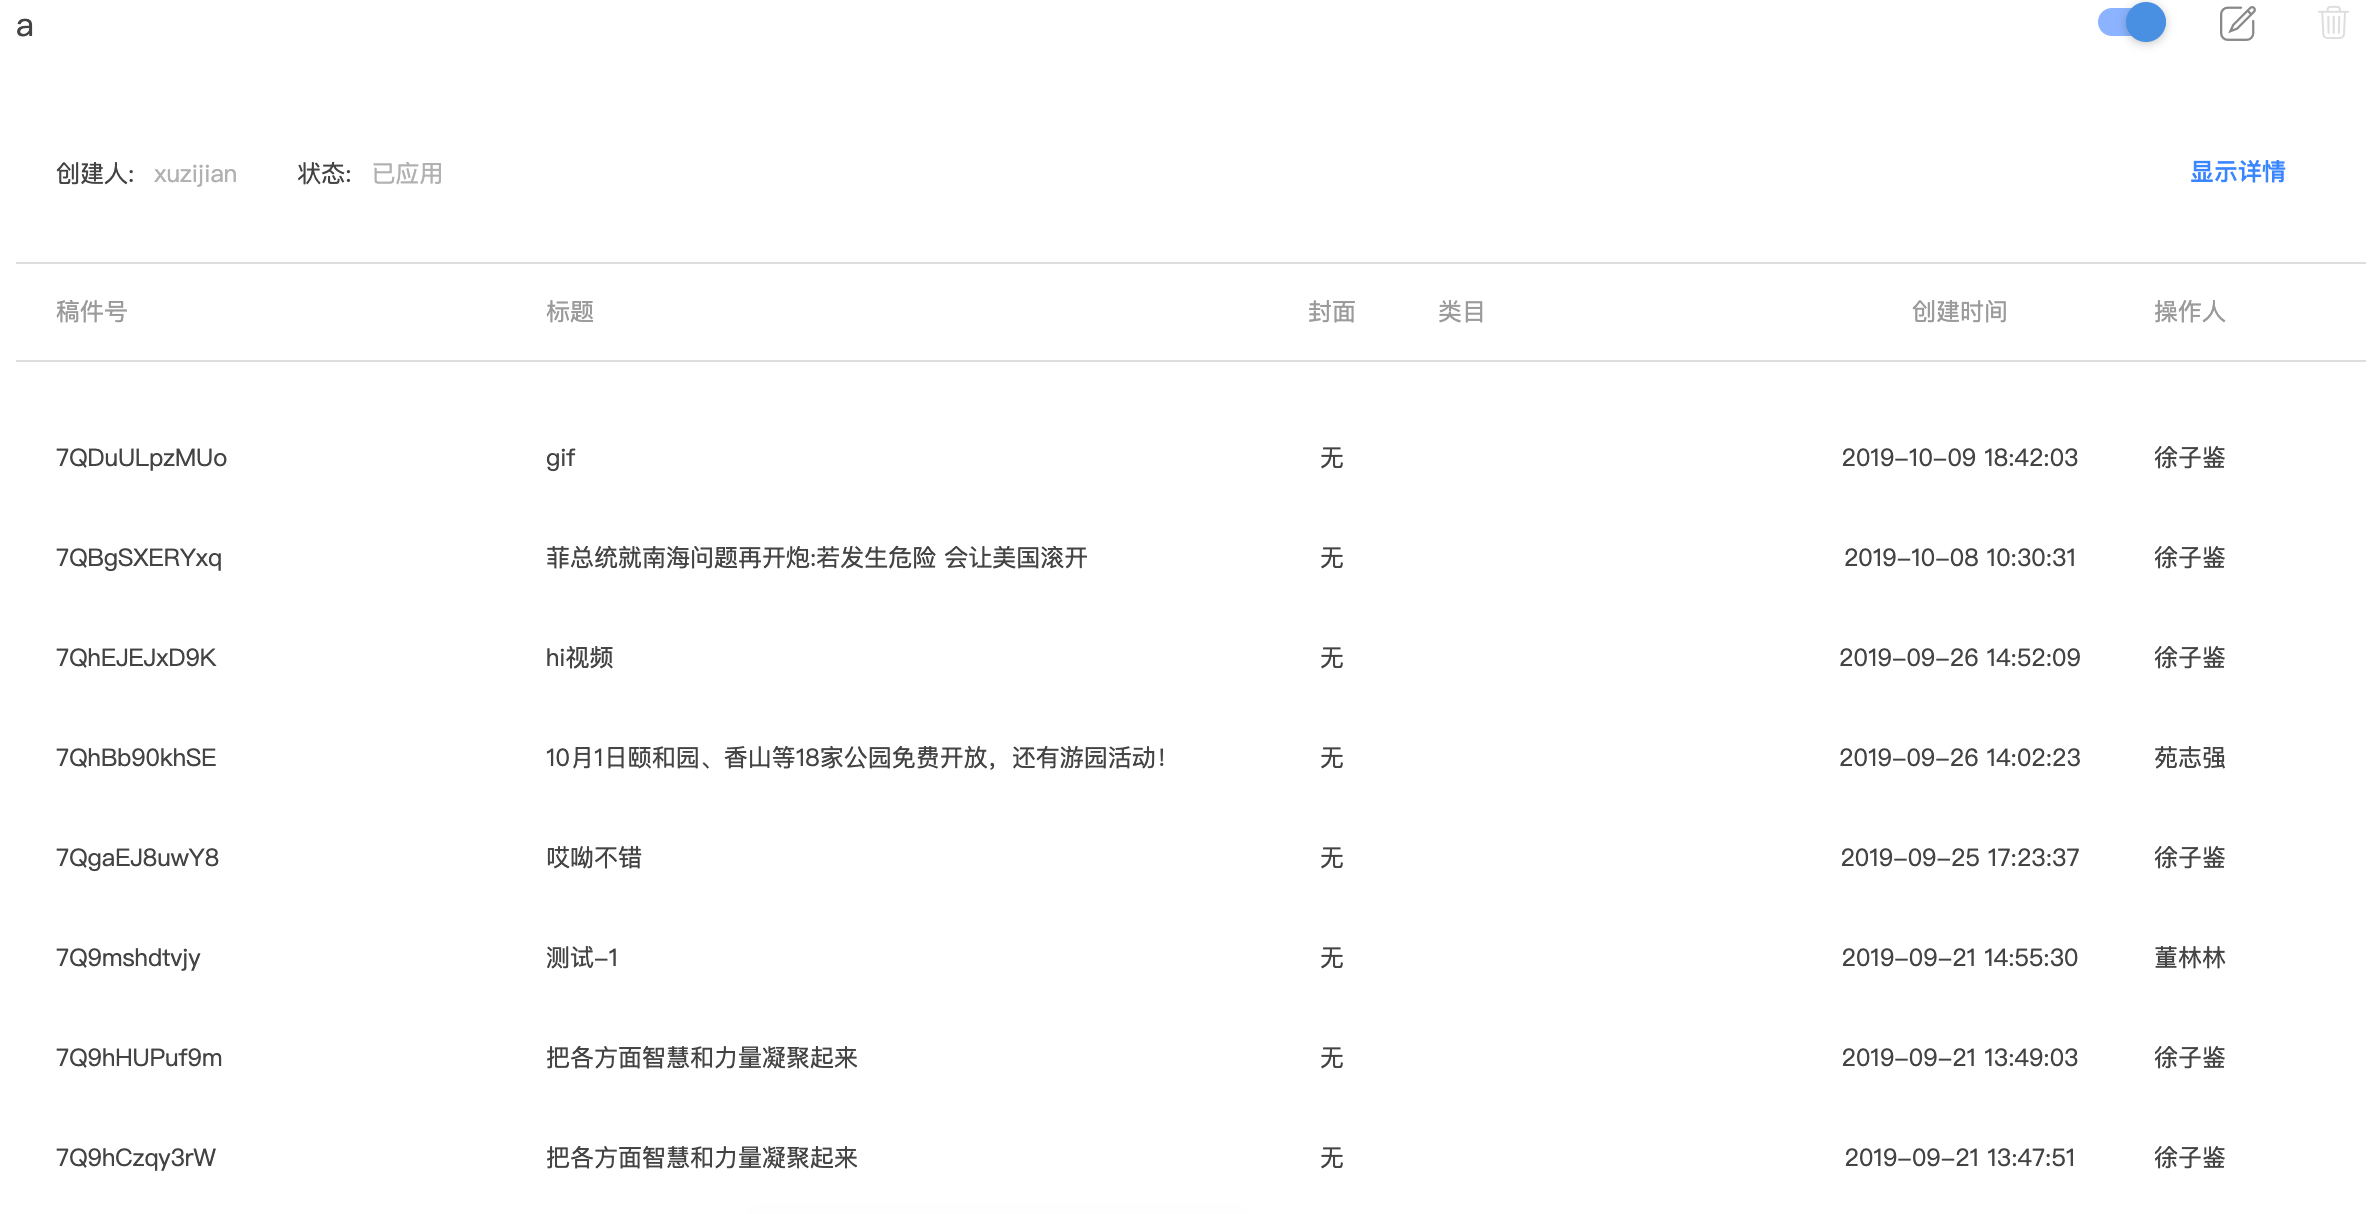 a
创建人: xuzijian 状态: 已应用 显示详情
稿件号 标题 封面 类目 创建时间 操作人
7QDuULpzMUo gif 无 2019-10-09 18:42:03 徐子鉴
7QBgSXERYxq 菲总统就南海问题再开炮:若发生危险 会让美国滚开 无 2019-10-08 10:30:31 徐子鉴
7QhEJEJxD9K hi视频 无 2019-09-26 14:52:09 徐子鉴
7QhBb90khSE 10月1日颐和园、香山等18家公园免费开放，还有游园活动！ 无 2019-09-26 14:02:23 苑志强
7QgaEJ8uwY8 哎呦不错 无 2019-09-25 17:23:37 徐子鉴
7Q9mshdtvjy 测试-1 无 2019-09-21 14:55:30 董林林
7Q9hHUPuf9m 把各方面智慧和力量凝聚起来 无 2019-09-21 13:49:03 徐子鉴
7Q9hCzqy3rW 把各方面智慧和力量凝聚起来 无 2019-09-21 13:47:51 徐子鉴